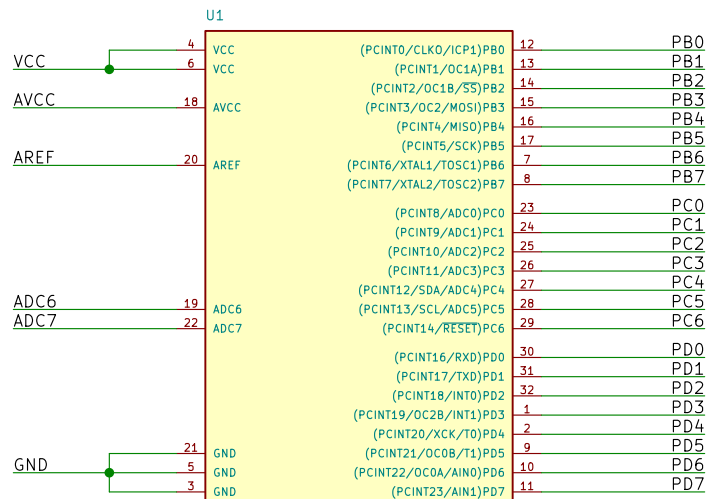 U1
4 VCC (PCINT0/CLKO/ICP1)PB0 12 PB0
VCC 6 VCC (PCINT1/OC1A)PB1 13 PB1
(PCINT2/OC1B/SS)PB2 14 PB2
AVCC 18 AVCC (PCINT3/OC2/MOSI)PB3 15 PB3
(PCINT4/MISO)PB4 16 PB4
(PCINT5/SCK)PB5 17 PB5
AREF 20 AREF (PCINT6/XTAL1/TOSC1)PB6 7 PB6
(PCINT7/XTAL2/TOSC2)PB7 8 PB7
(PCINT8/ADC0)PC0 23 PC0
(PCINT9/ADC1)PC1 24 PC1
(PCINT10/ADC2)PC2 25 PC2
(PCINT11/ADC3)PC3 26 PC3
(PCINT12/SDA/ADC4)PC4 27 PC4
ADC6 19 ADC6 (PCINT13/SCL/ADC5)PC5 28 PC5
ADC7 22 ADC7 (PCINT14/RESET)PC6 29 PC6
(PCINT16/RXD)PD0 30 PD0
(PCINT17/TXD)PD1 31 PD1
(PCINT18/INT0)PD2 32 PD2
(PCINT19/OC2B/INT1)PD3 1 PD3
(PCINT20/XCK/T0)PD4 2 PD4
21 GND (PCINT21/OC0B/T1)PD5 9 PD5
GND 5 GND (PCINT22/OC0A/AIN0)PD6 10 PD6
3 GND (PCINT23/AIN1)PD7 11 PD7